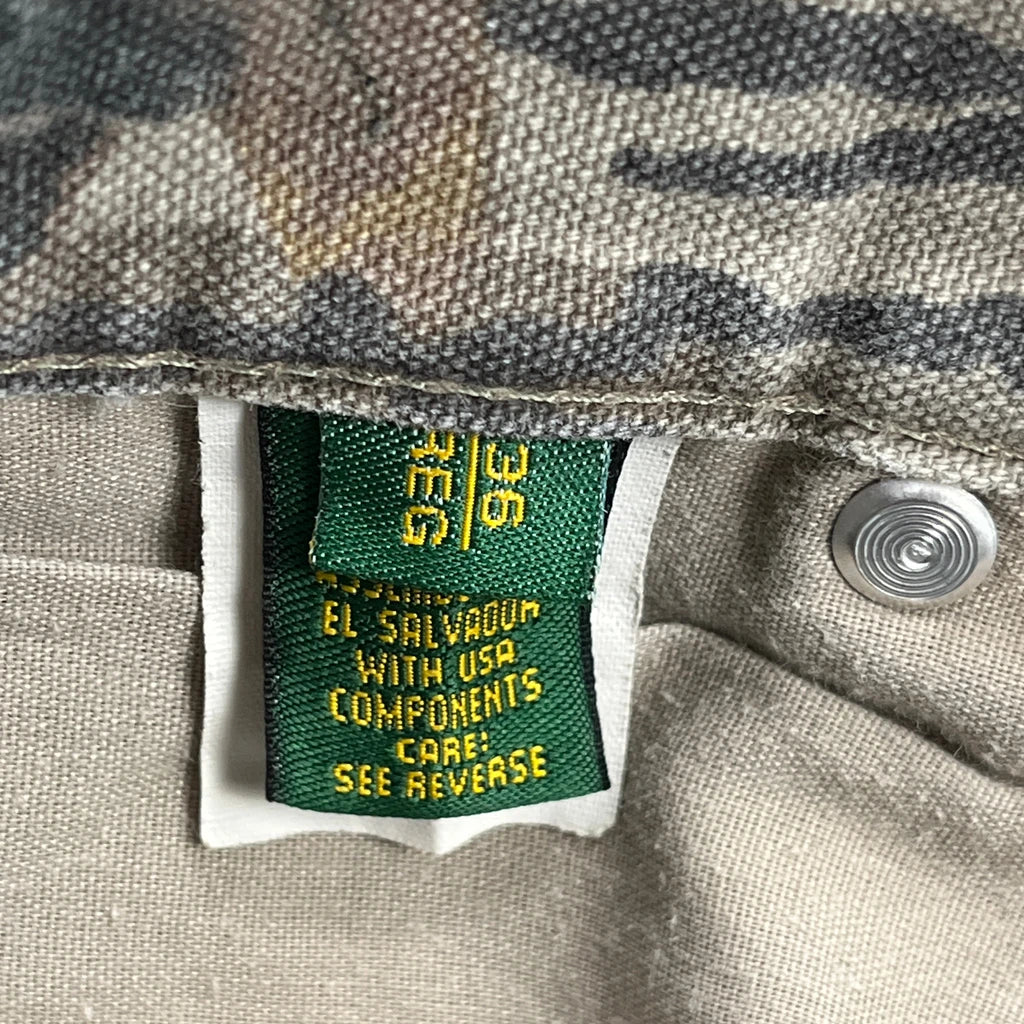 36
REG
EL SALVADOR
WITH USA
COMPONENTS
CARE:
SEE REVERSE